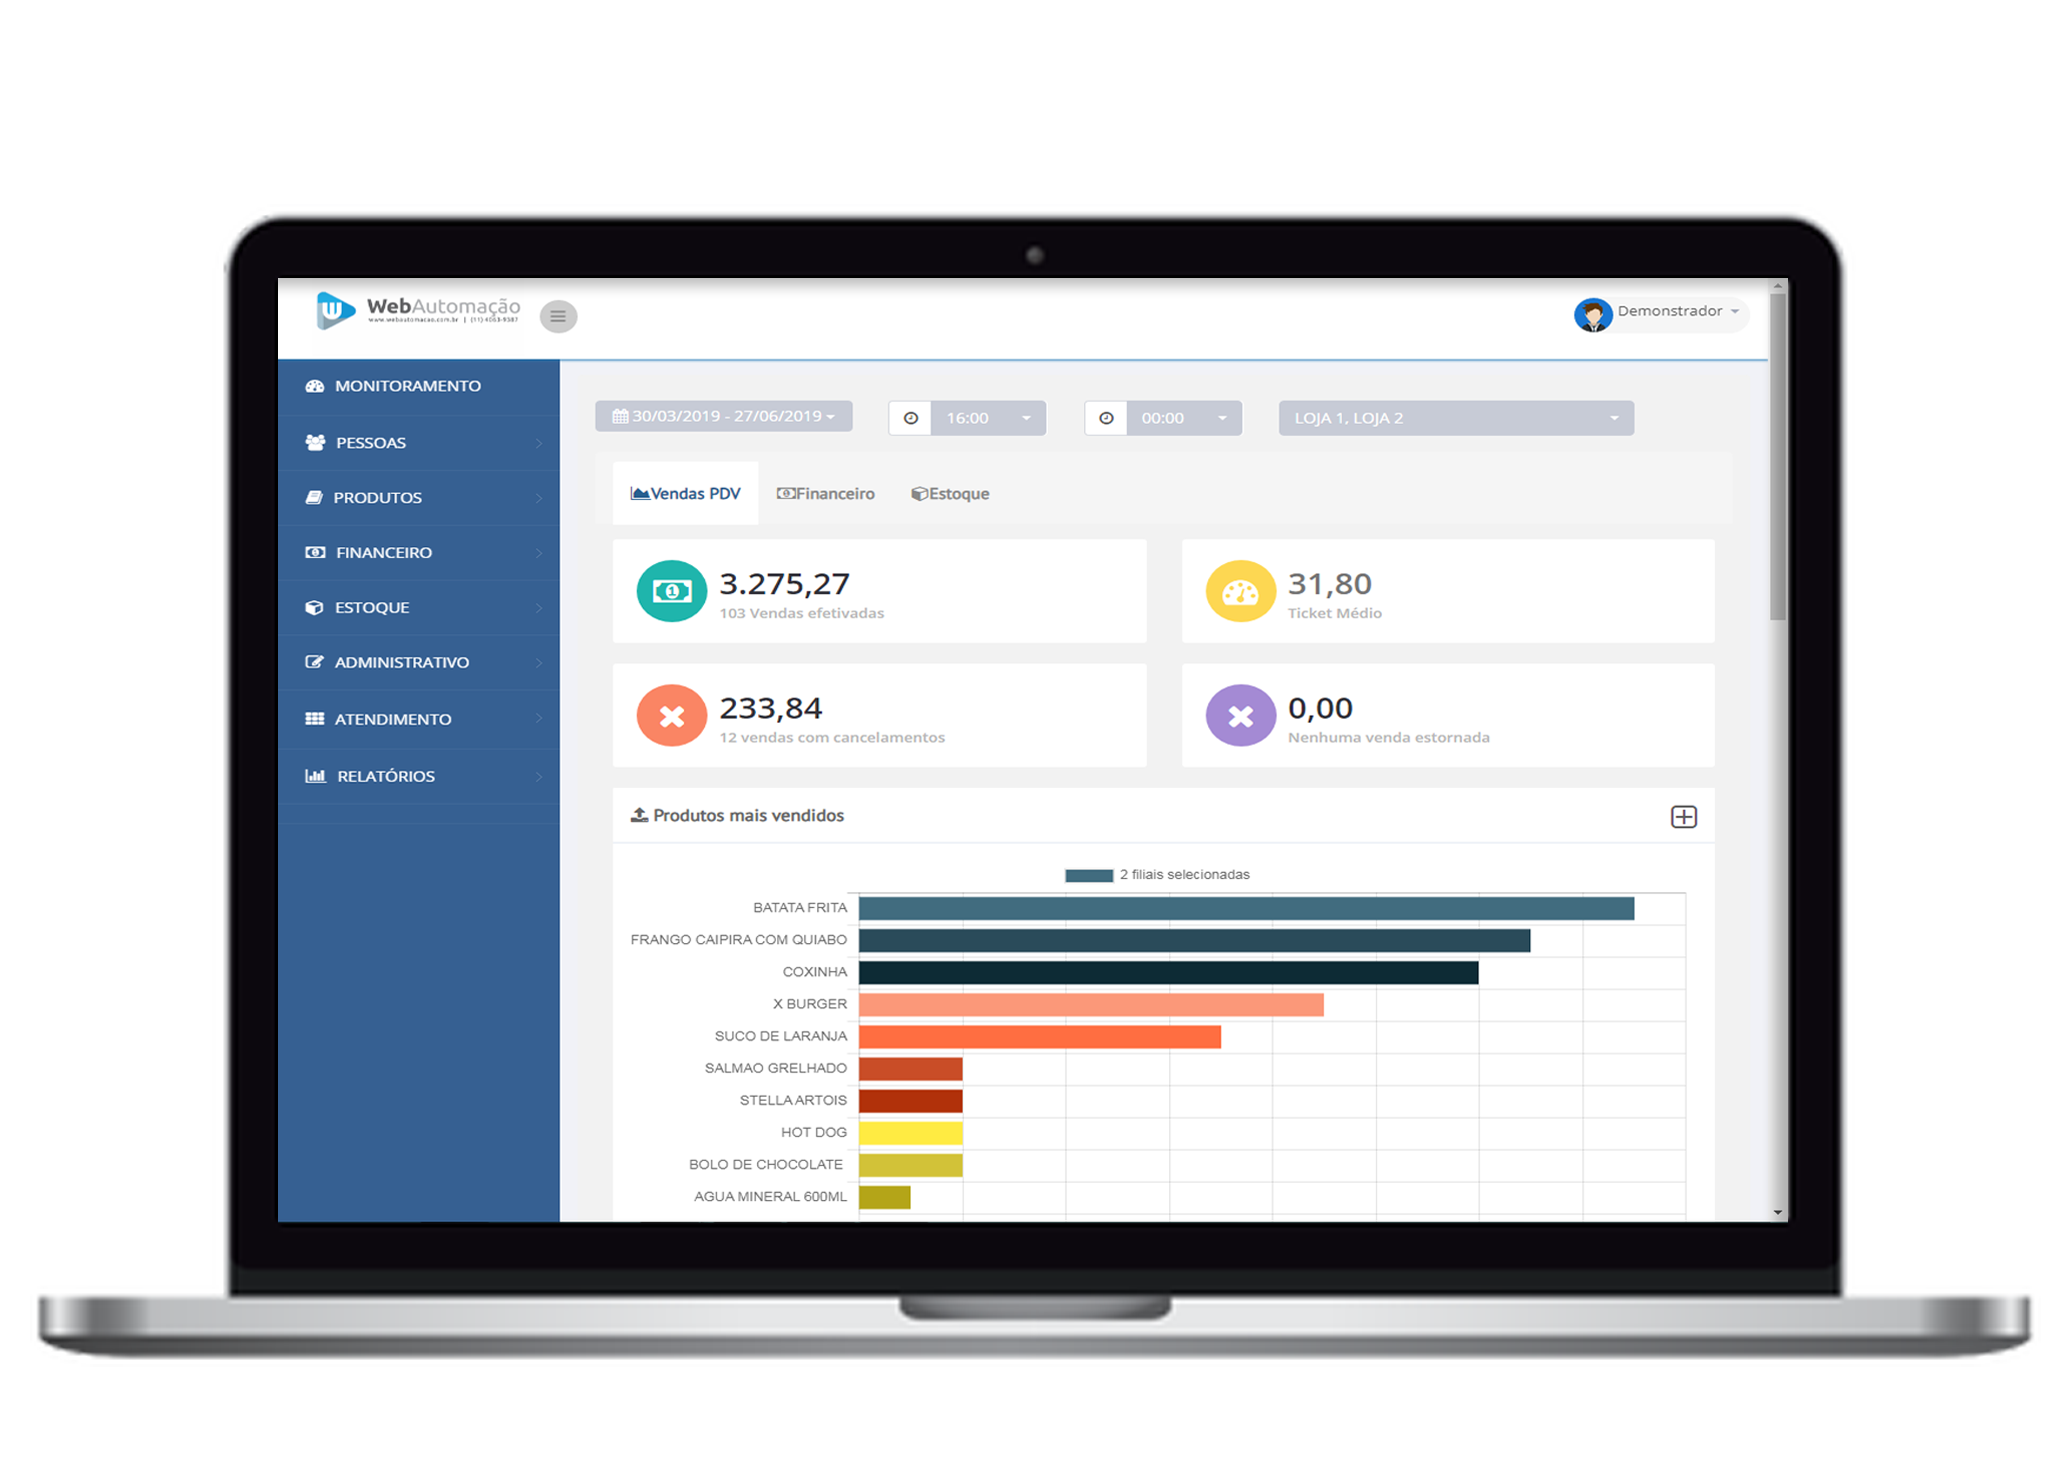 WebAutomação
www.webautomacao.com.br | (11) 4063-9387
Demonstrador
MONITORAMENTO
PESSOAS
PRODUTOS
FINANCEIRO
ESTOQUE
ADMINISTRATIVO
ATENDIMENTO
RELATÓRIOS
30/03/2019 - 27/06/2019
16:00
00:00
LOJA 1, LOJA 2
Vendas PDV
Financeiro
Estoque
3.275,27
103 Vendas efetivadas
31,80
Ticket Médio
233,84
12 vendas com cancelamentos
0,00
Nenhuma venda estornada
Produtos mais vendidos
2 filiais selecionadas
BATATA FRITA
FRANGO CAIPIRA COM QUIABO
COXINHA
X BURGER
SUCO DE LARANJA
SALMAO GRELHADO
STELLA ARTOIS
HOT DOG
BOLO DE CHOCOLATE
AGUA MINERAL 600ML